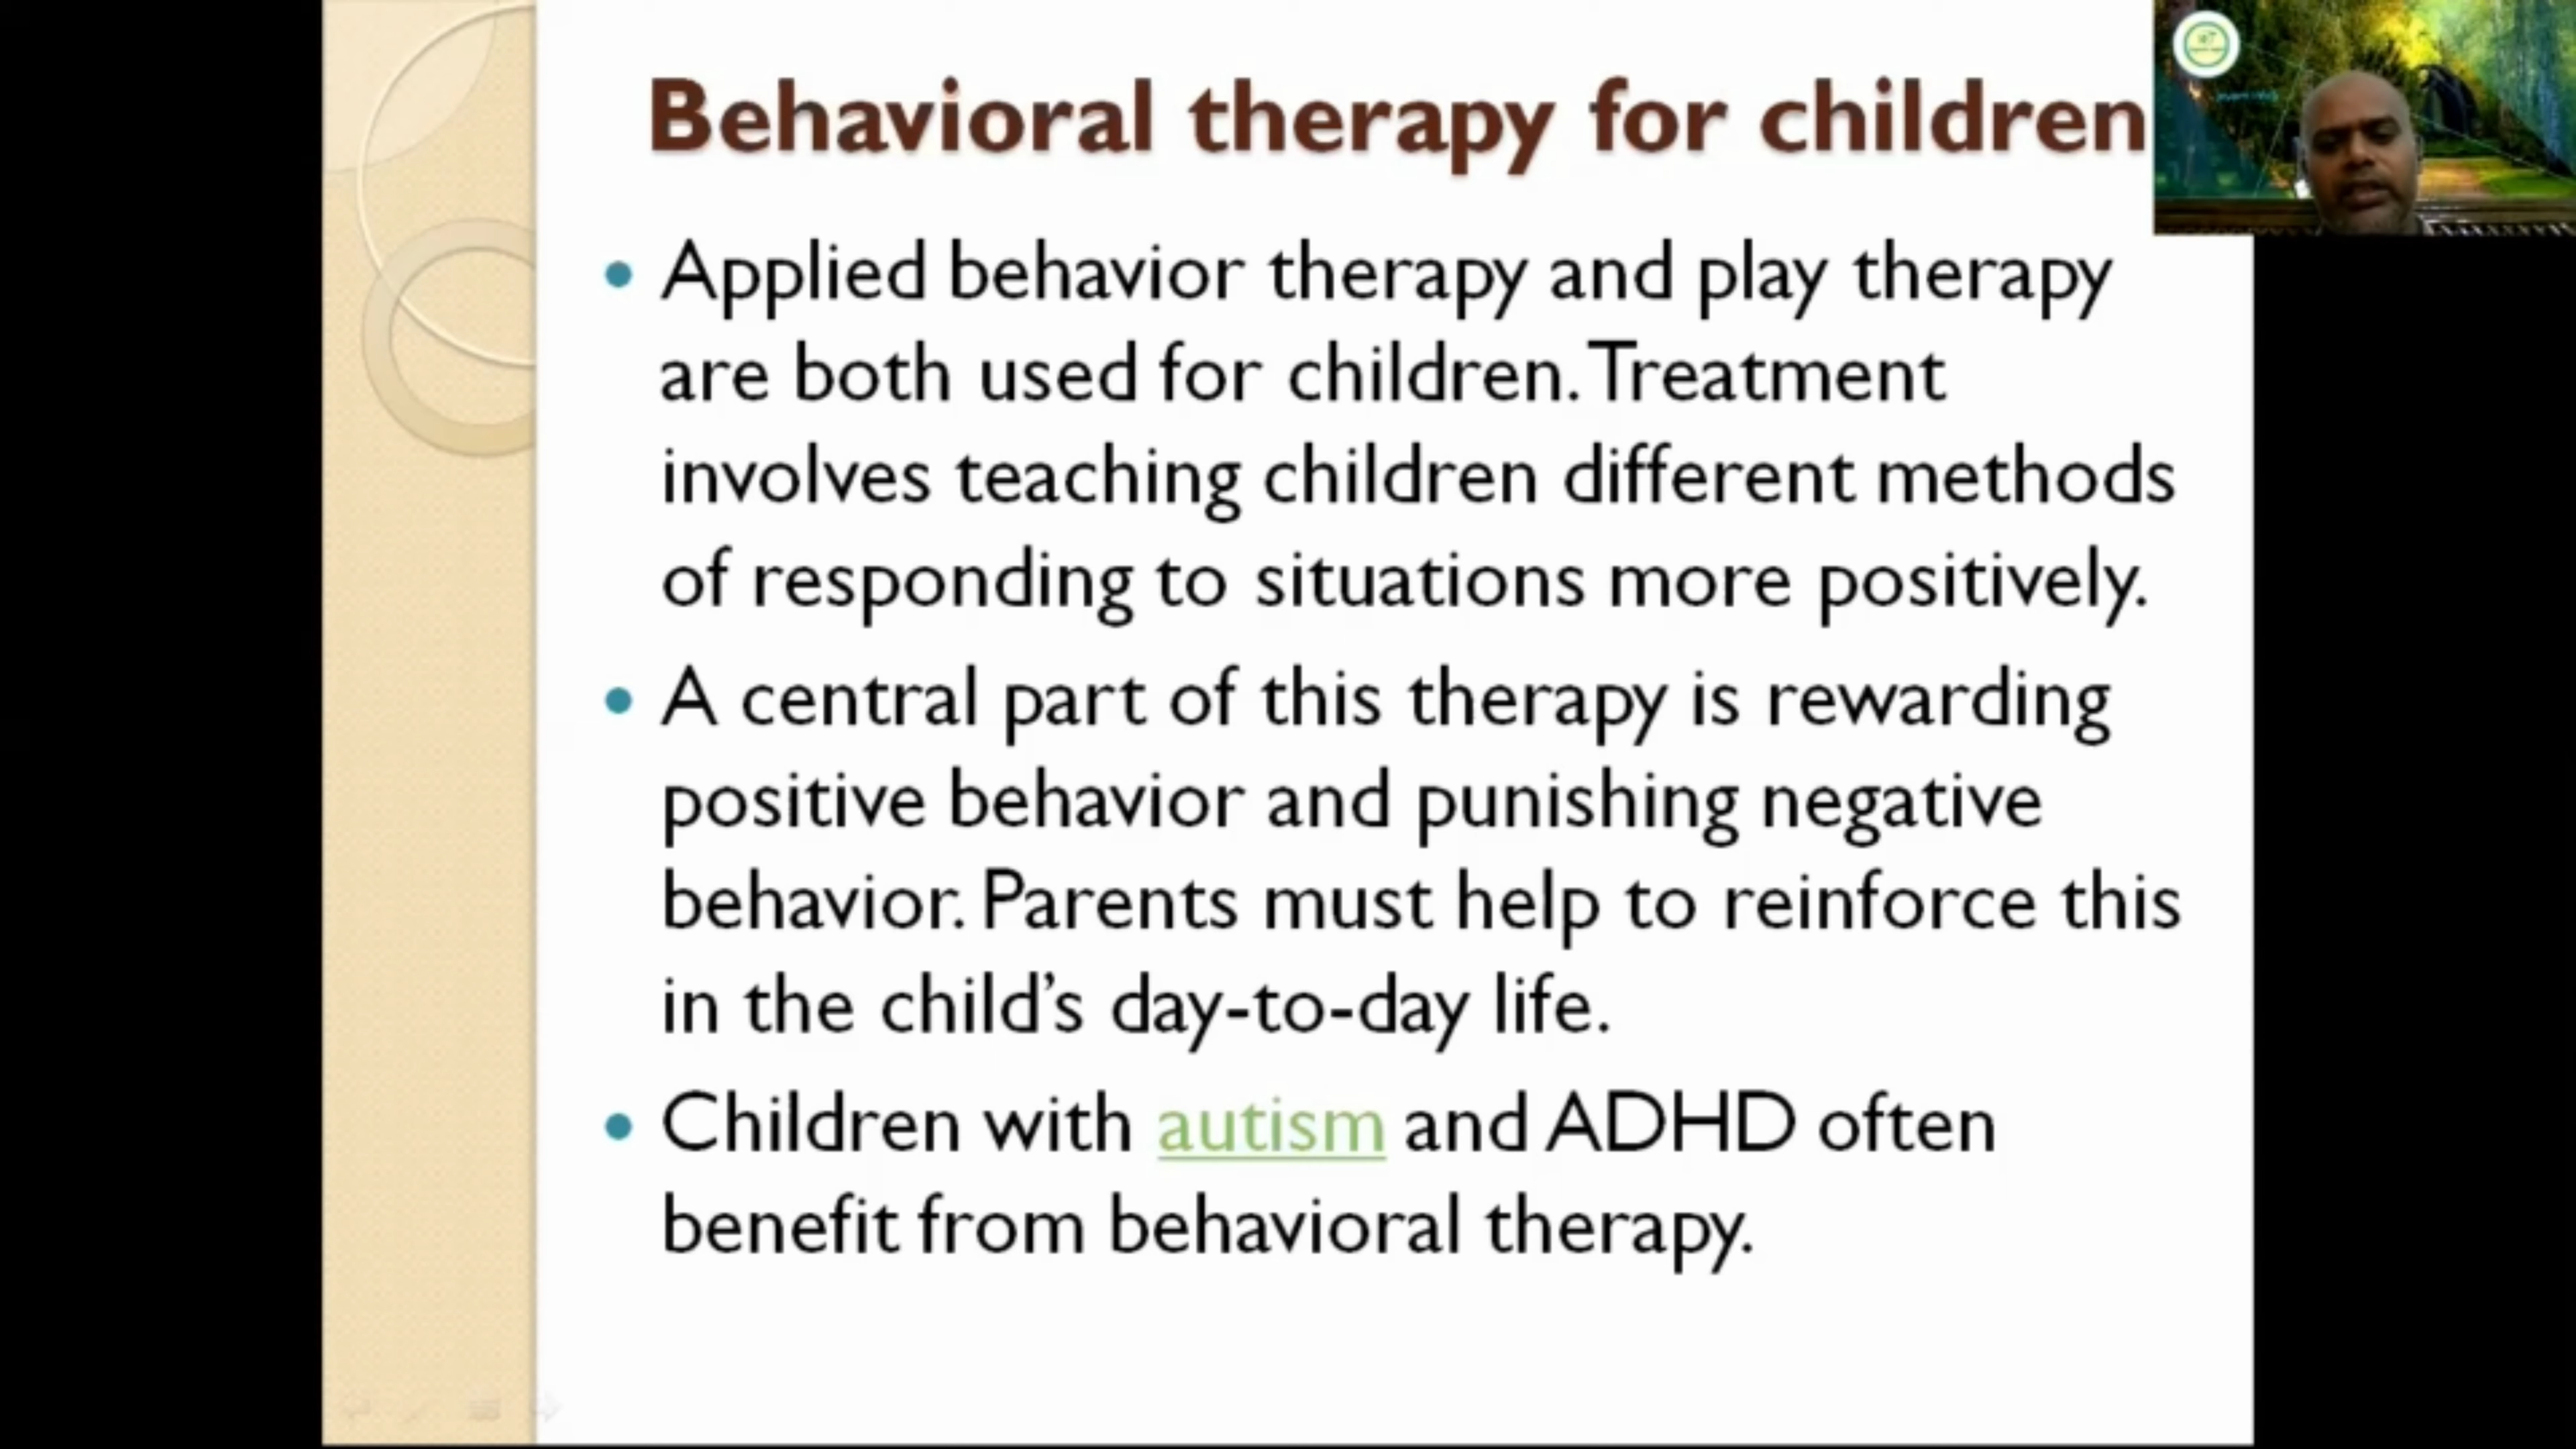 Behavioral therapy for children
• Applied behavior therapy and play therapy
are both used for children. Treatment
involves teaching children different methods
of responding to situations more positively.
• A central part of this therapy is rewarding
positive behavior and punishing negative
behavior. Parents must help to reinforce this
in the child’s day-to-day life.
• Children with autism and ADHD often
benefit from behavioral therapy.